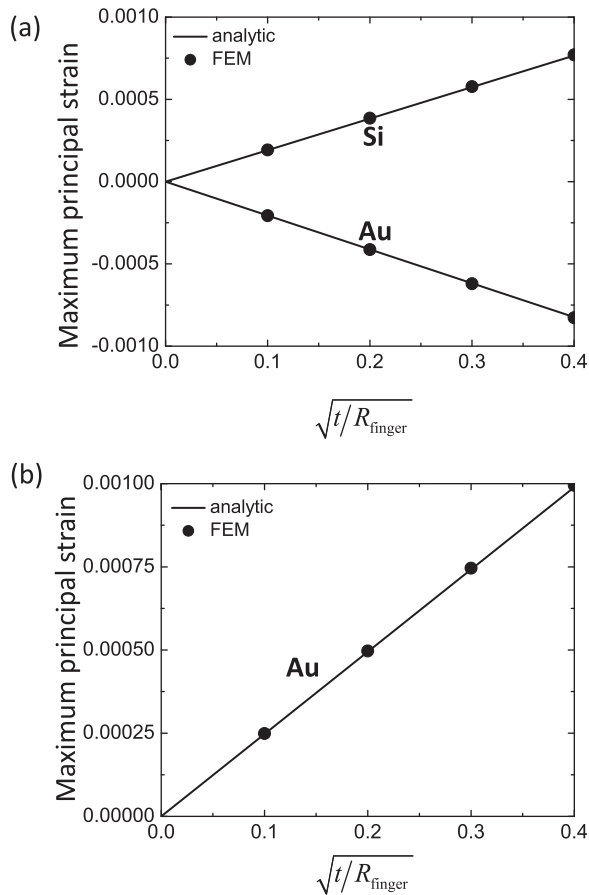 (a)
0.0010
analytic
FEM
0.0005
Maximum principal strain
Si
0.0000
Au
-0.0005
-0.0010
0.0 0.1 0.2 0.3 0.4
√t/R finger
(b)
0.00100
analytic
FEM
0.00075
Maximum principal strain
0.00050
Au
0.00025
0.00000
0.0 0.1 0.2 0.3 0.4
√t/R finger